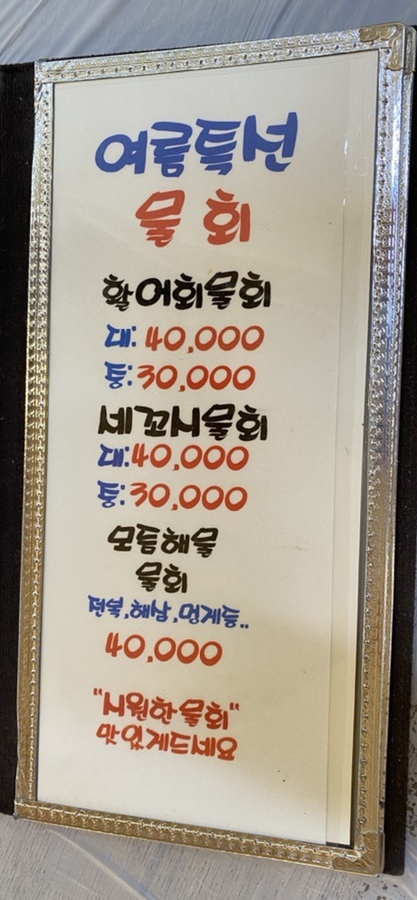 여름특선
물 회
활어회물회
대: 40,000
중: 30,000
세꼬시물회
대: 40,000
중: 30,000
모듬해물
물회
전복, 해삼, 멍게등..
40,000
"시원한 물회"
맛있게드세요